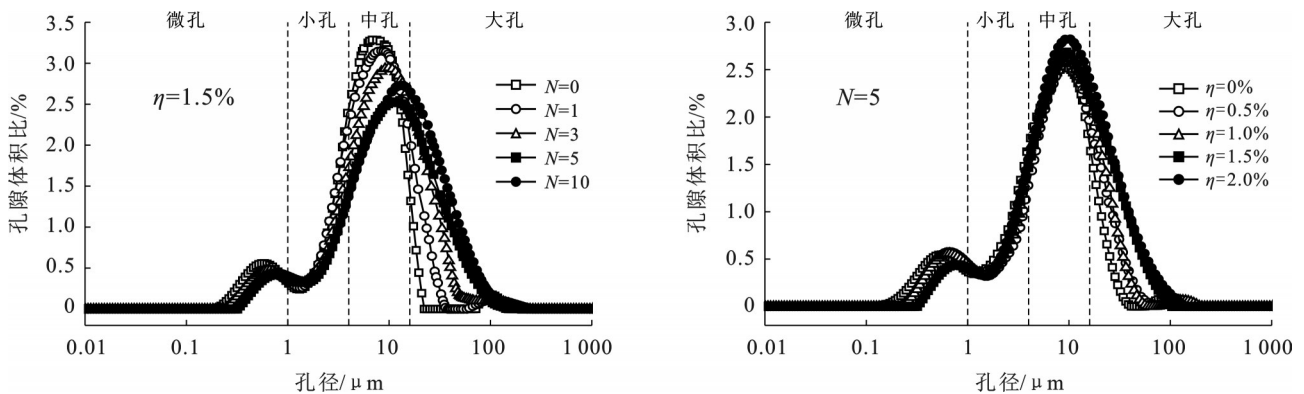 微孔 小孔 中孔 大孔
3.5
3.0
2.5
2.0
1.5
1.0
0.5
0
孔隙体积比/%
η=1.5%
N=0
N=1
N=3
N=5
N=10
0.01 0.1 1 10 100 1 000
孔径/μm
微孔 小孔 中孔 大孔
3.0
2.5
2.0
1.5
1.0
0.5
0
孔隙体积比/%
N=5
η=0%
η=0.5%
η=1.0%
η=1.5%
η=2.0%
0.01 0.1 1 10 100 1 000
孔径/μm